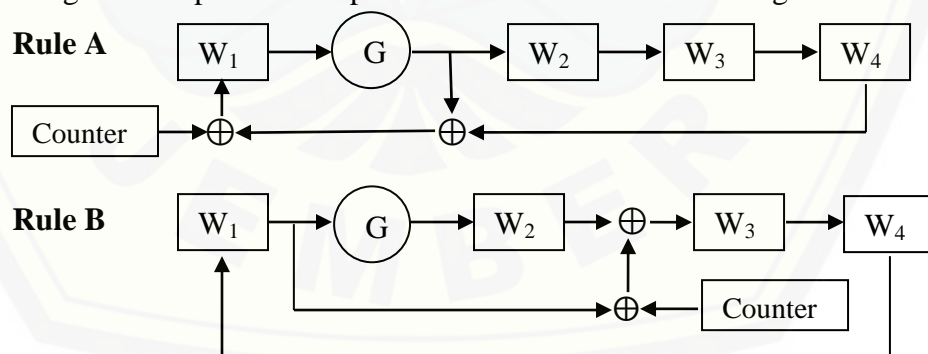 Rule A W₁ G W₂ W₃ W₄
Counter
Rule B W₁ G W₂ W₃ W₄
Counter